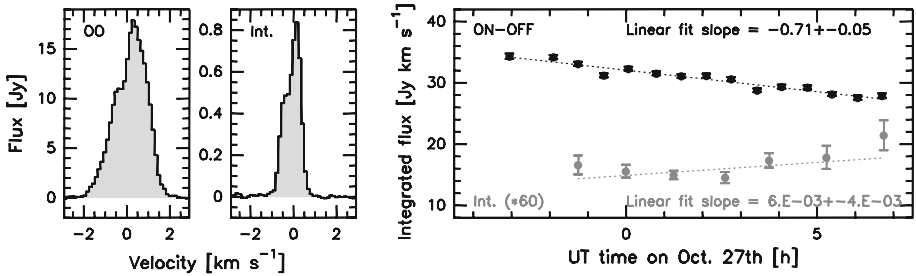 OO
Flux [Jy]
15
10
5
0
−2 0 2
Int.
0.8
0.6
0.4
0.2
0
−2 0 2
Velocity [km s−1]
ON−OFF
Linear fit slope = −0.71+−0.05
Integrated flux [Jy km s−1]
40
30
20
10
Int. (*60)
Linear fit slope = 6.E−03+−4.E−03
0 5
UT time on Oct. 27th [h]